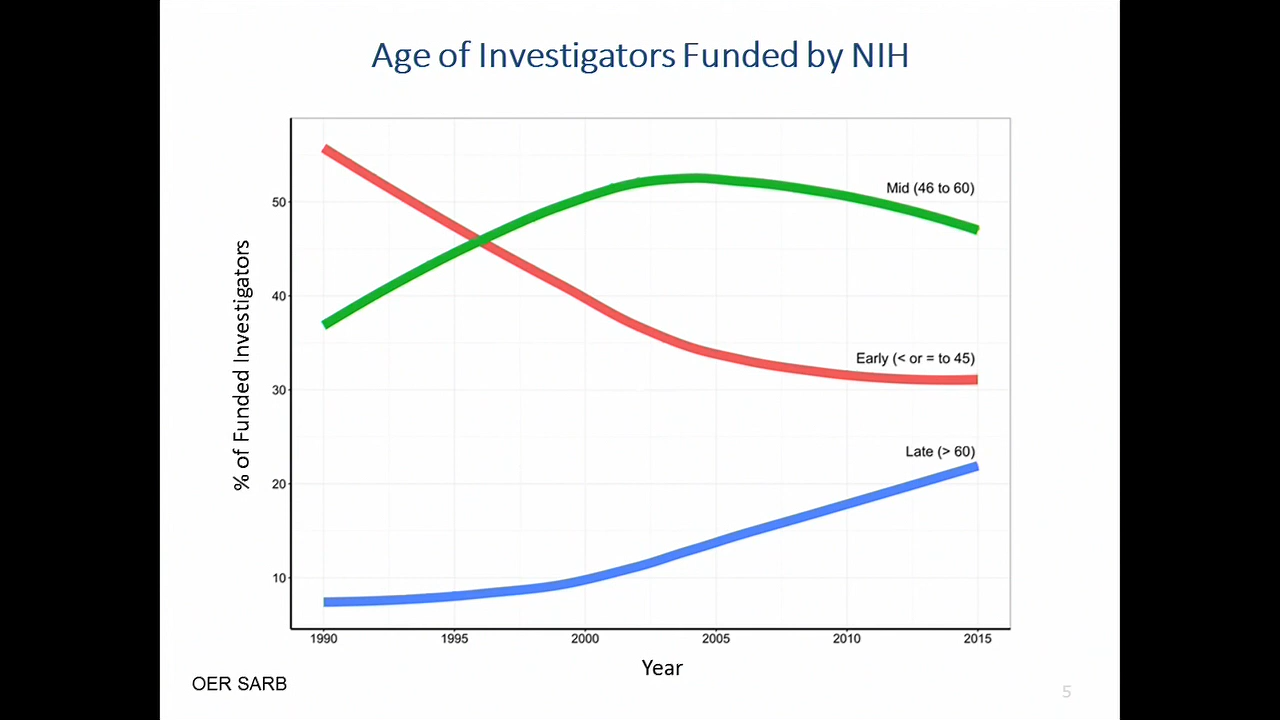 Age of Investigators Funded by NIH
% of Funded Investigators
50
40
30
20
10
Mid (46 to 60)
Early (< or = to 45)
Late (> 60)
1990 1995 2000 2005 2010 2015
Year
OER SARB
5